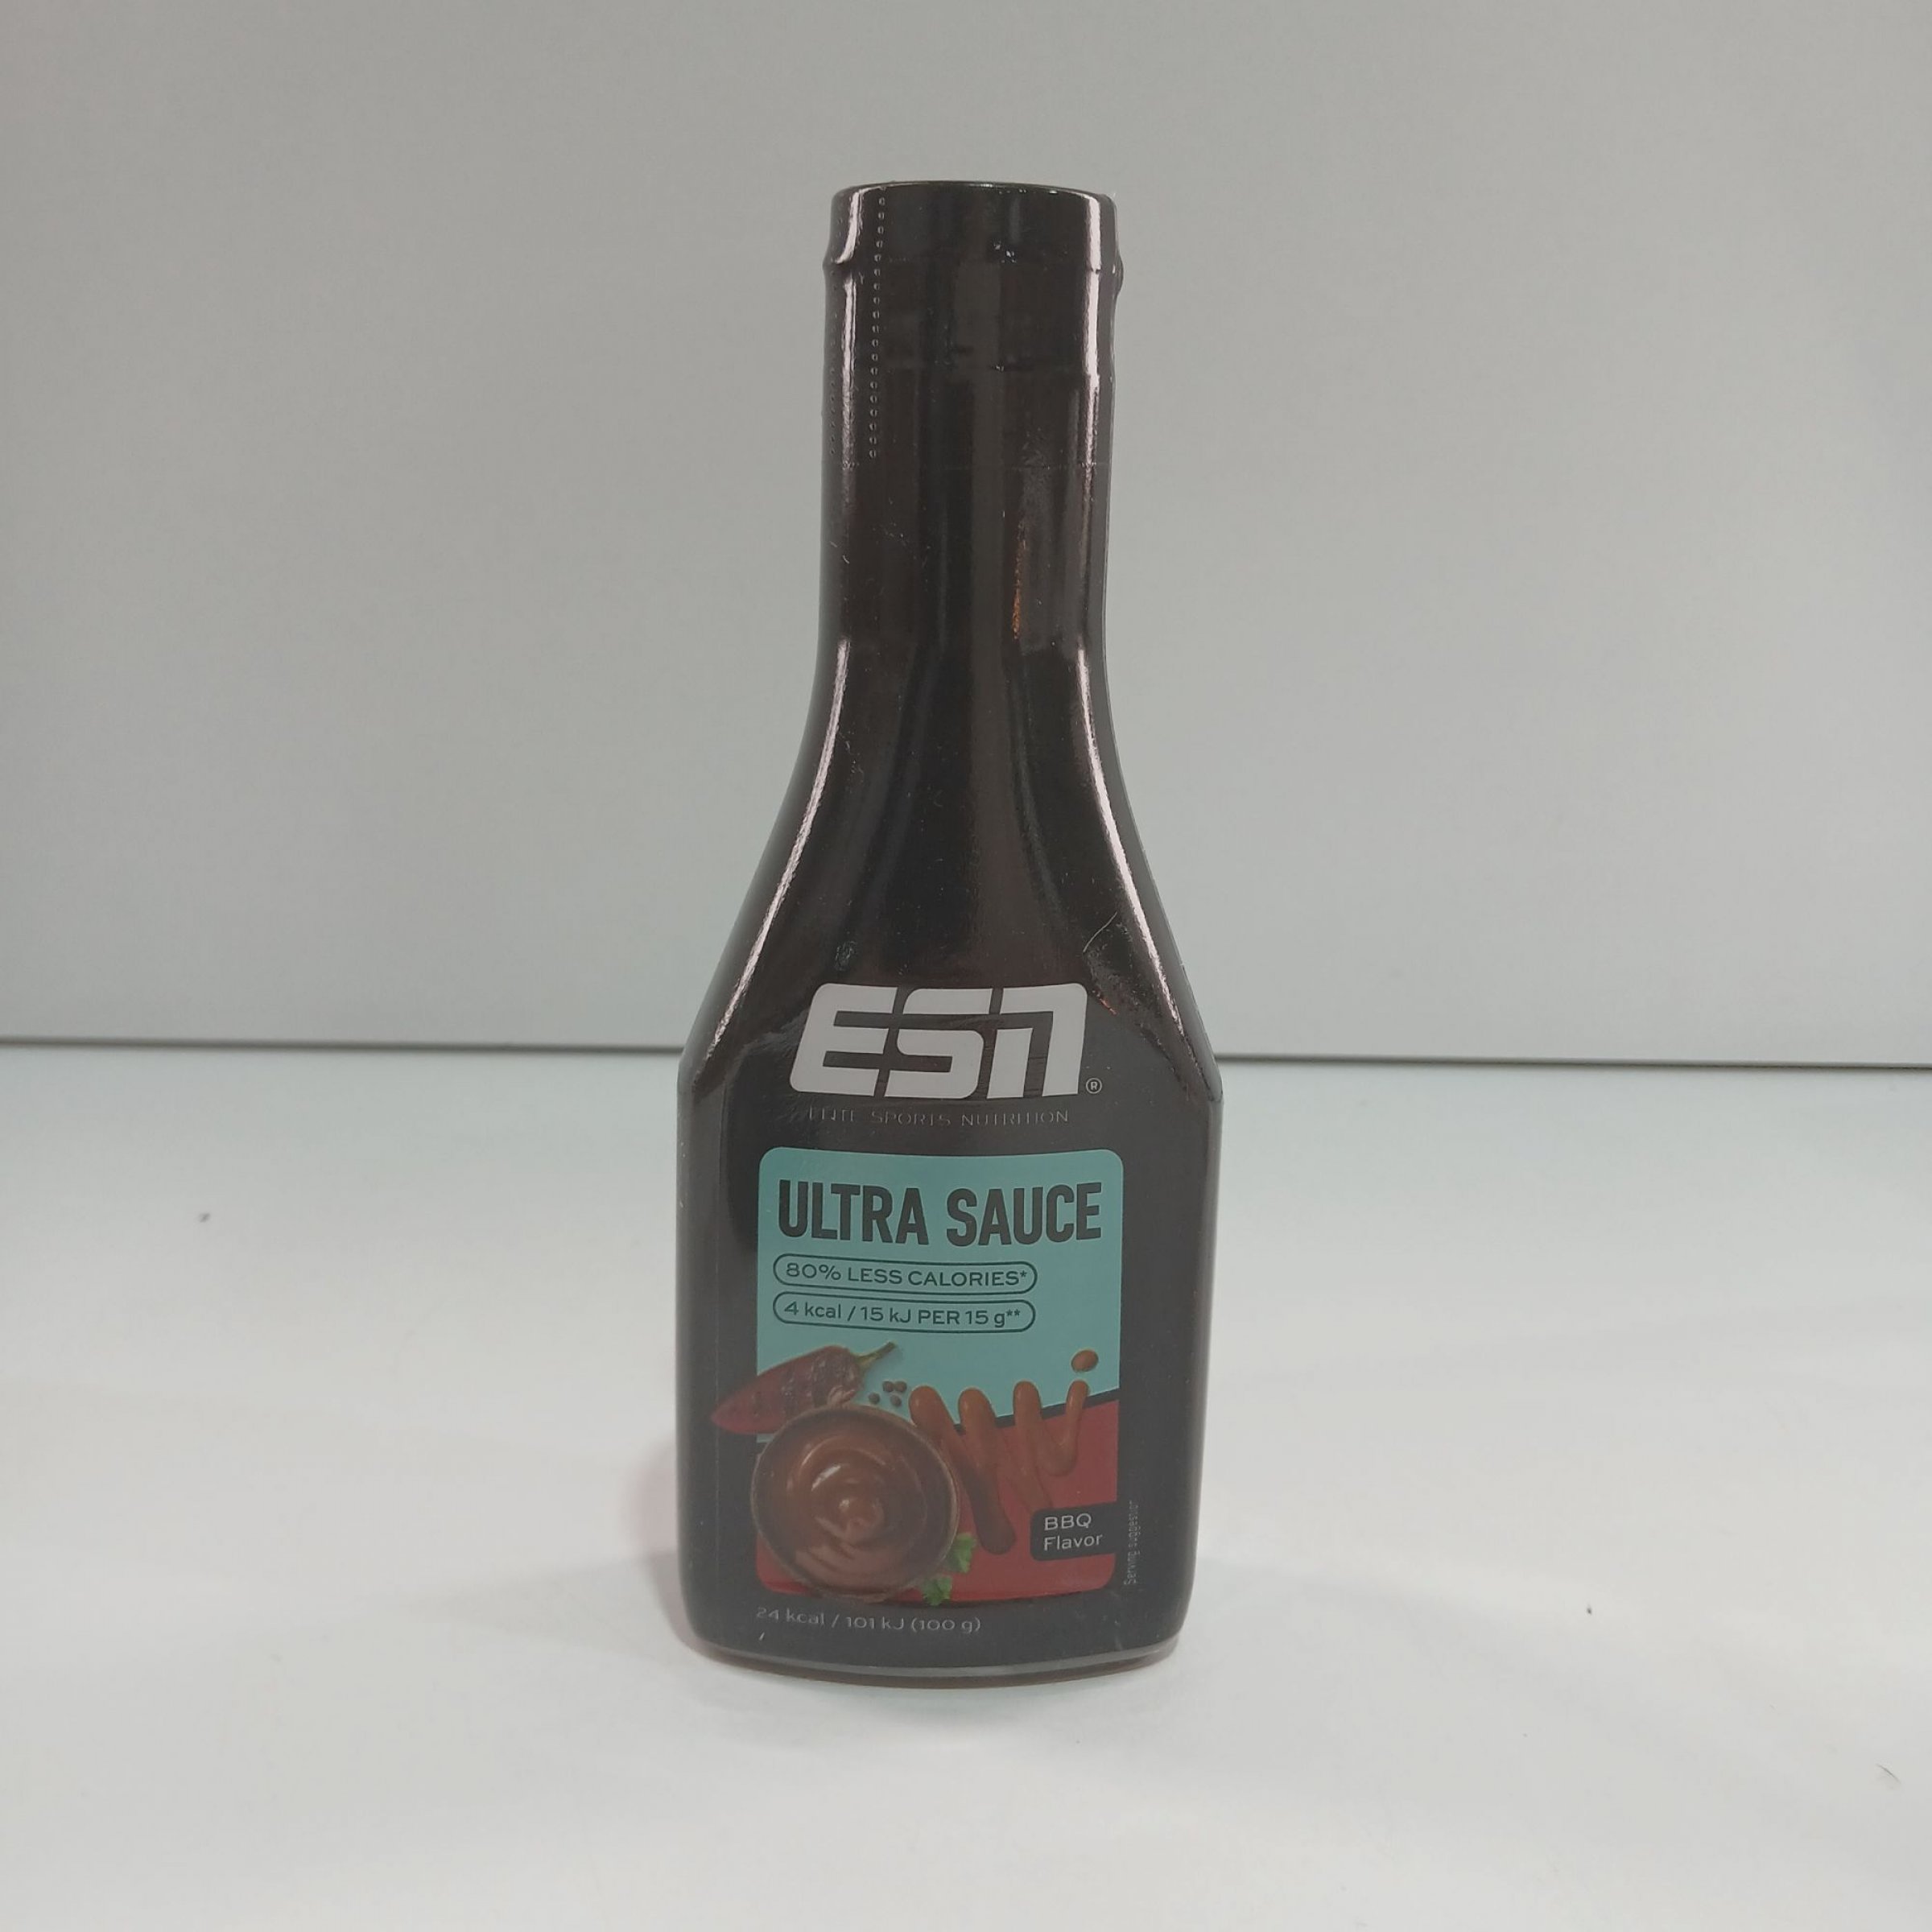 ESN®
ELITE SPORTS NUTRITION
ULTRA SAUCE
80% LESS CALORIES*
4 kcal / 15 kJ PER 15 g**
BBQ
Flavor
Serving suggestion
24 kcal / 101 kJ (100 g)